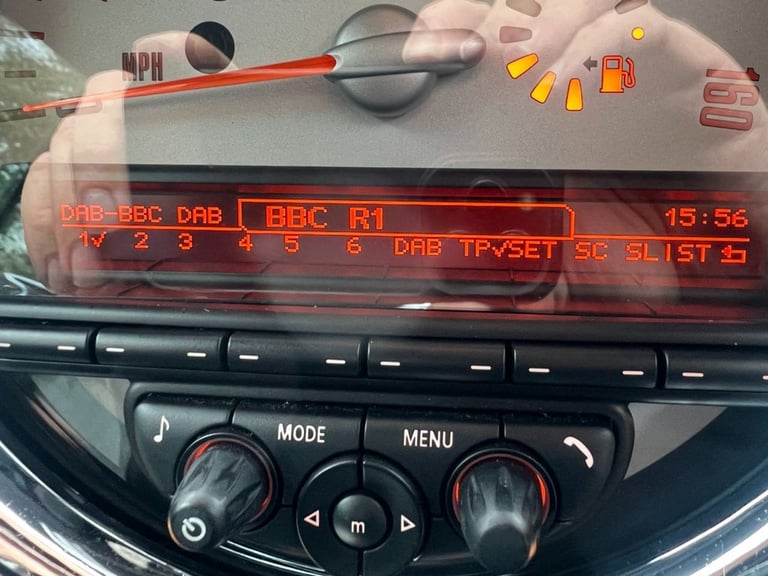 MPH
160
DAB-BBC DAB BBC R1 15:56
1✓ 2 3 4 5 6 DAB TP✓SET SC SLIST
MODE MENU
m